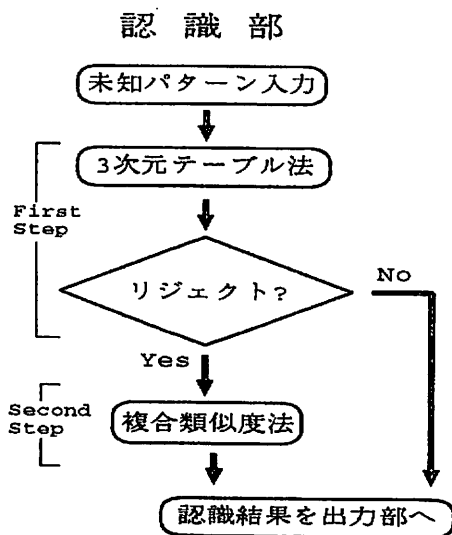 認識部
未知パターン入力
3次元テーブル法
First
Step
リジェクト?
No
Yes
Second
Step
複合類似度法
認識結果を出力部へ